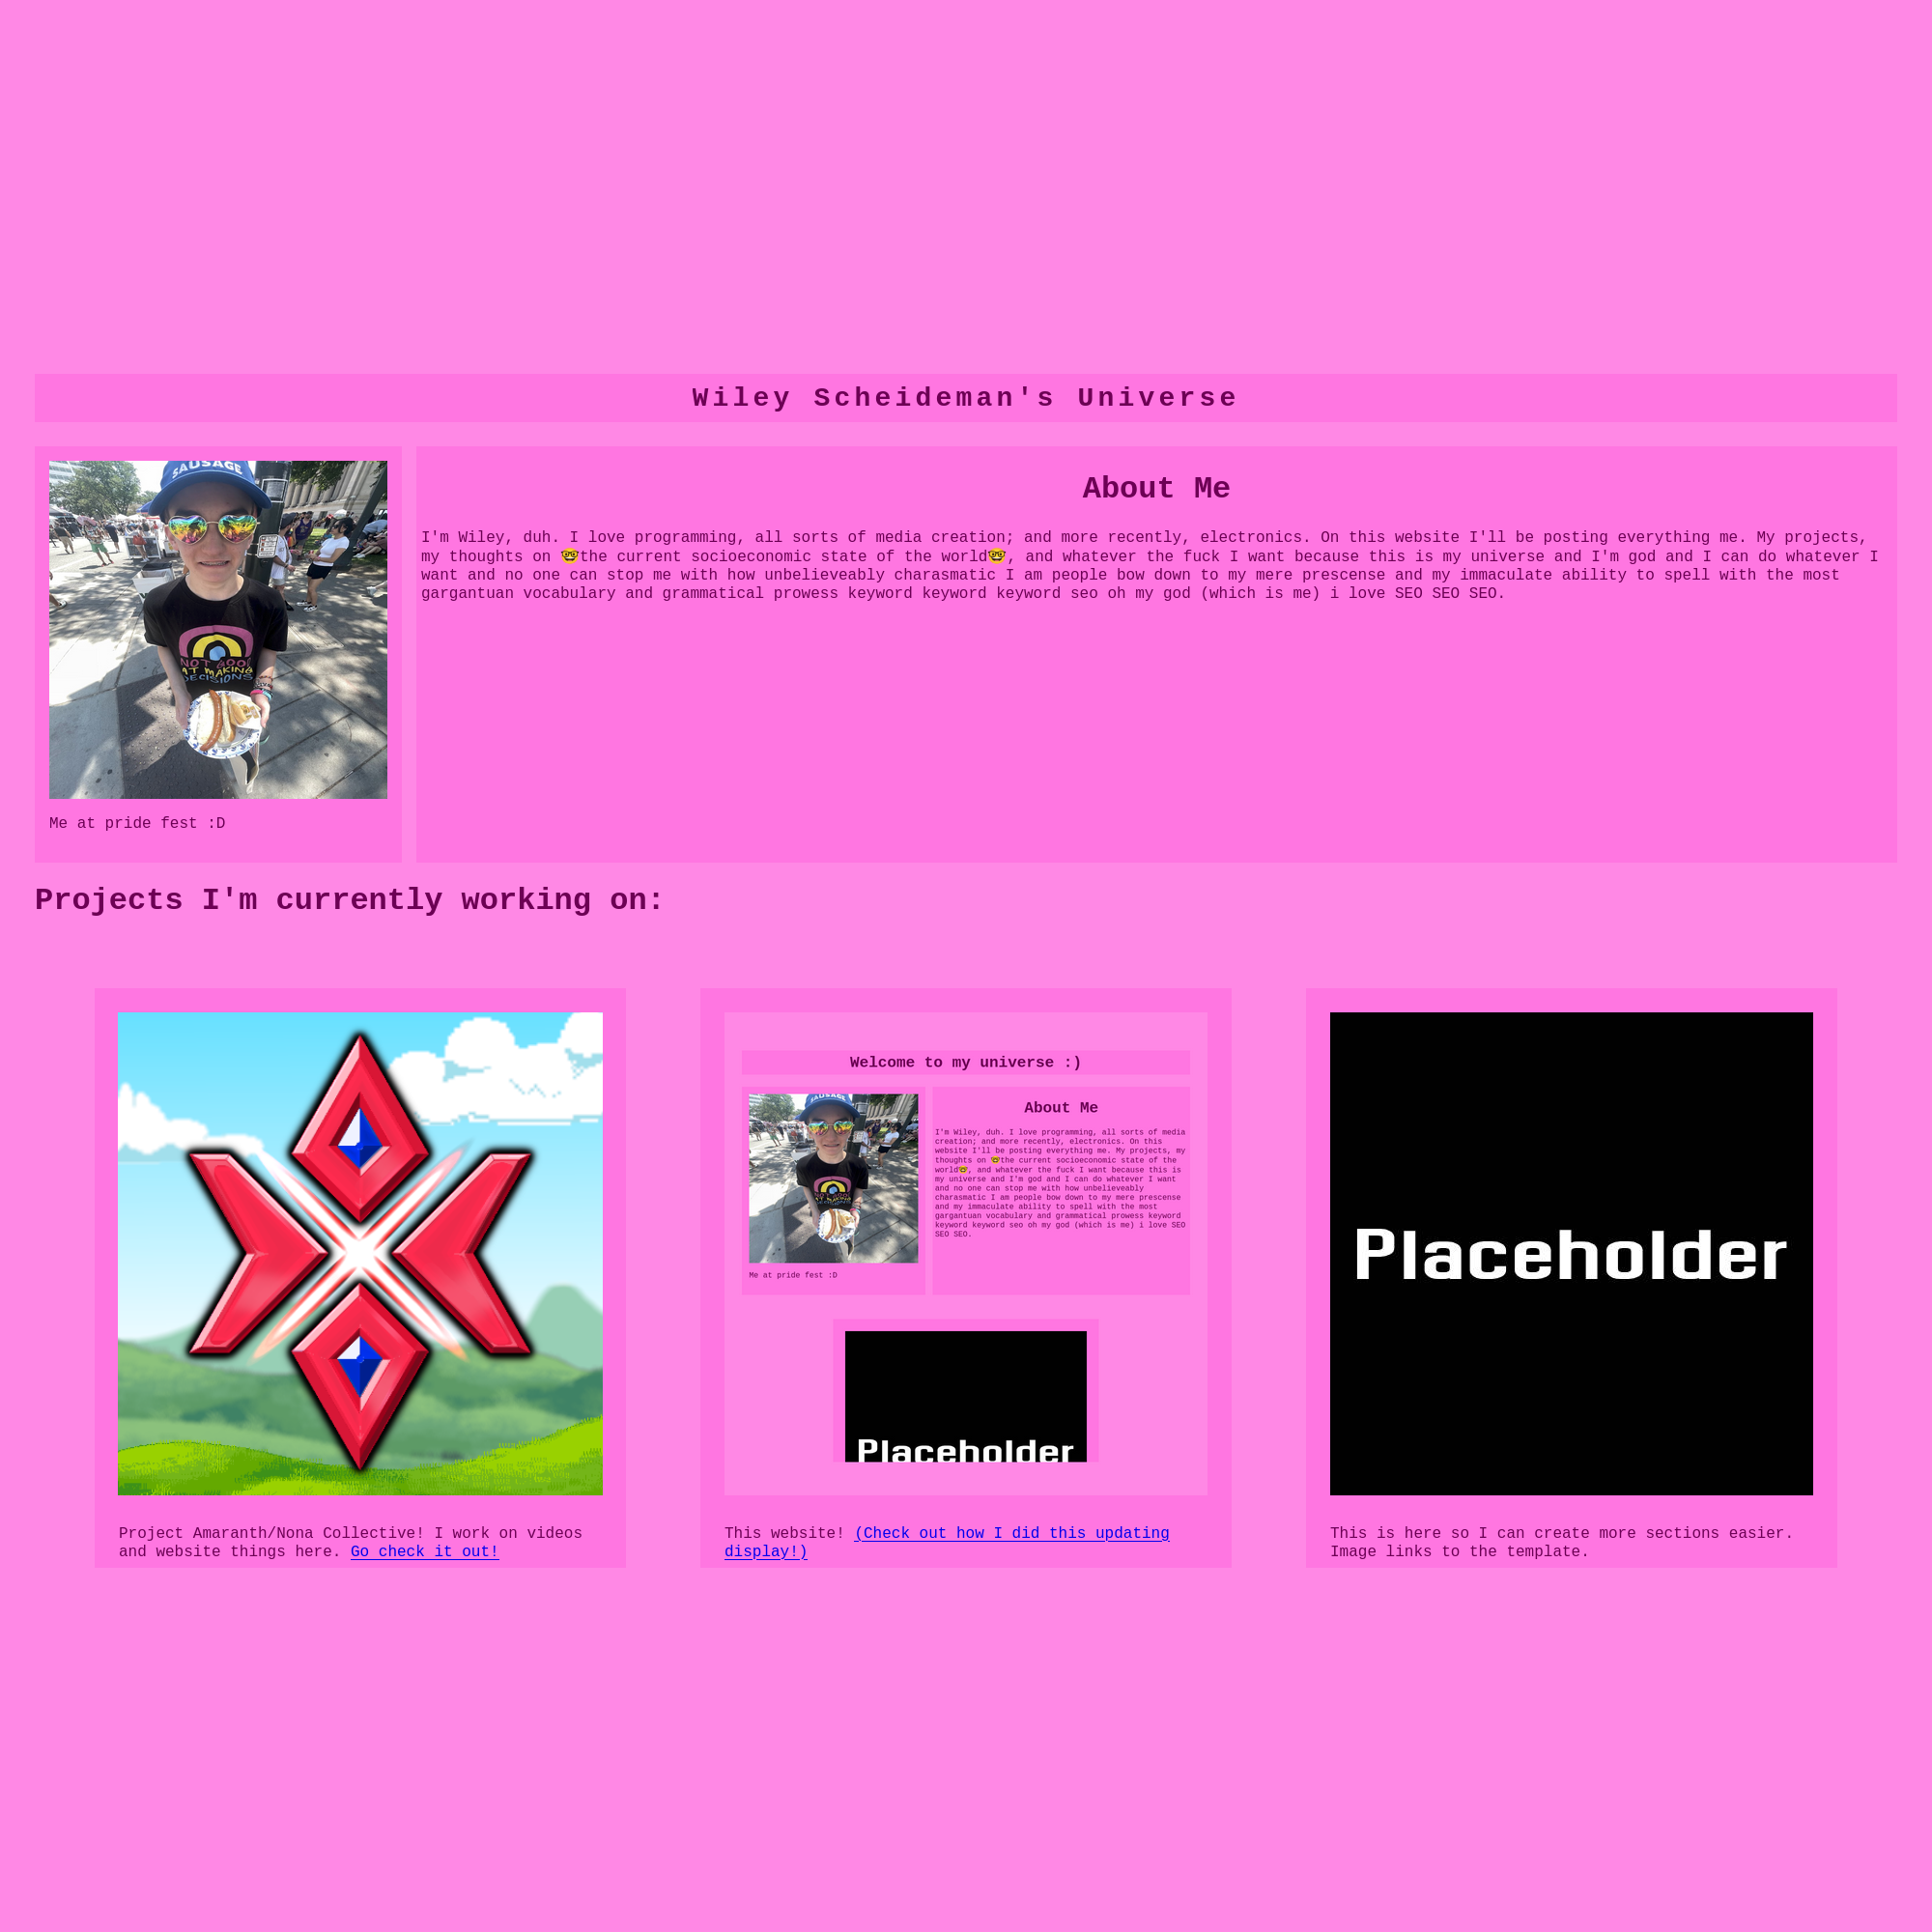 Wiley Scheideman's Universe
SAUSAGE
NOT GOOD
AT MAKING
DECISIONS
Me at pride fest :D
About Me
I'm Wiley, duh. I love programming, all sorts of media creation; and more recently, electronics. On this website I'll be posting everything me. My projects,
my thoughts on 🤓the current socioeconomic state of the world🤓, and whatever the fuck I want because this is my universe and I'm god and I can do whatever I
want and no one can stop me with how unbelieveably charasmatic I am people bow down to my mere prescense and my immaculate ability to spell with the most
gargantuan vocabulary and grammatical prowess keyword keyword keyword seo oh my god (which is me) i love SEO SEO SEO.
Projects I'm currently working on:
Project Amaranth/Nona Collective! I work on videos
and website things here. Go check it out!
Welcome to my universe :)
SAUSAGE
NOT GOOD
AT MAKING
DECISIONS
Me at pride fest :D
About Me
I'm Wiley, duh. I love programming, all sorts of media
creation; and more recently, electronics. On this
website I'll be posting everything me. My projects, my
thoughts on 🤓the current socioeconomic state of the
world🤓, and whatever the fuck I want because this is
my universe and I'm god and I can do whatever I want
and no one can stop me with how unbelieveably
charasmatic I am people bow down to my mere prescense
and my immaculate ability to spell with the most
gargantuan vocabulary and grammatical prowess keyword
keyword keyword seo oh my god (which is me) i love SEO
SEO SEO.
Placeholder
This website! (Check out how I did this updating
display!)
Placeholder
This is here so I can create more sections easier.
Image links to the template.